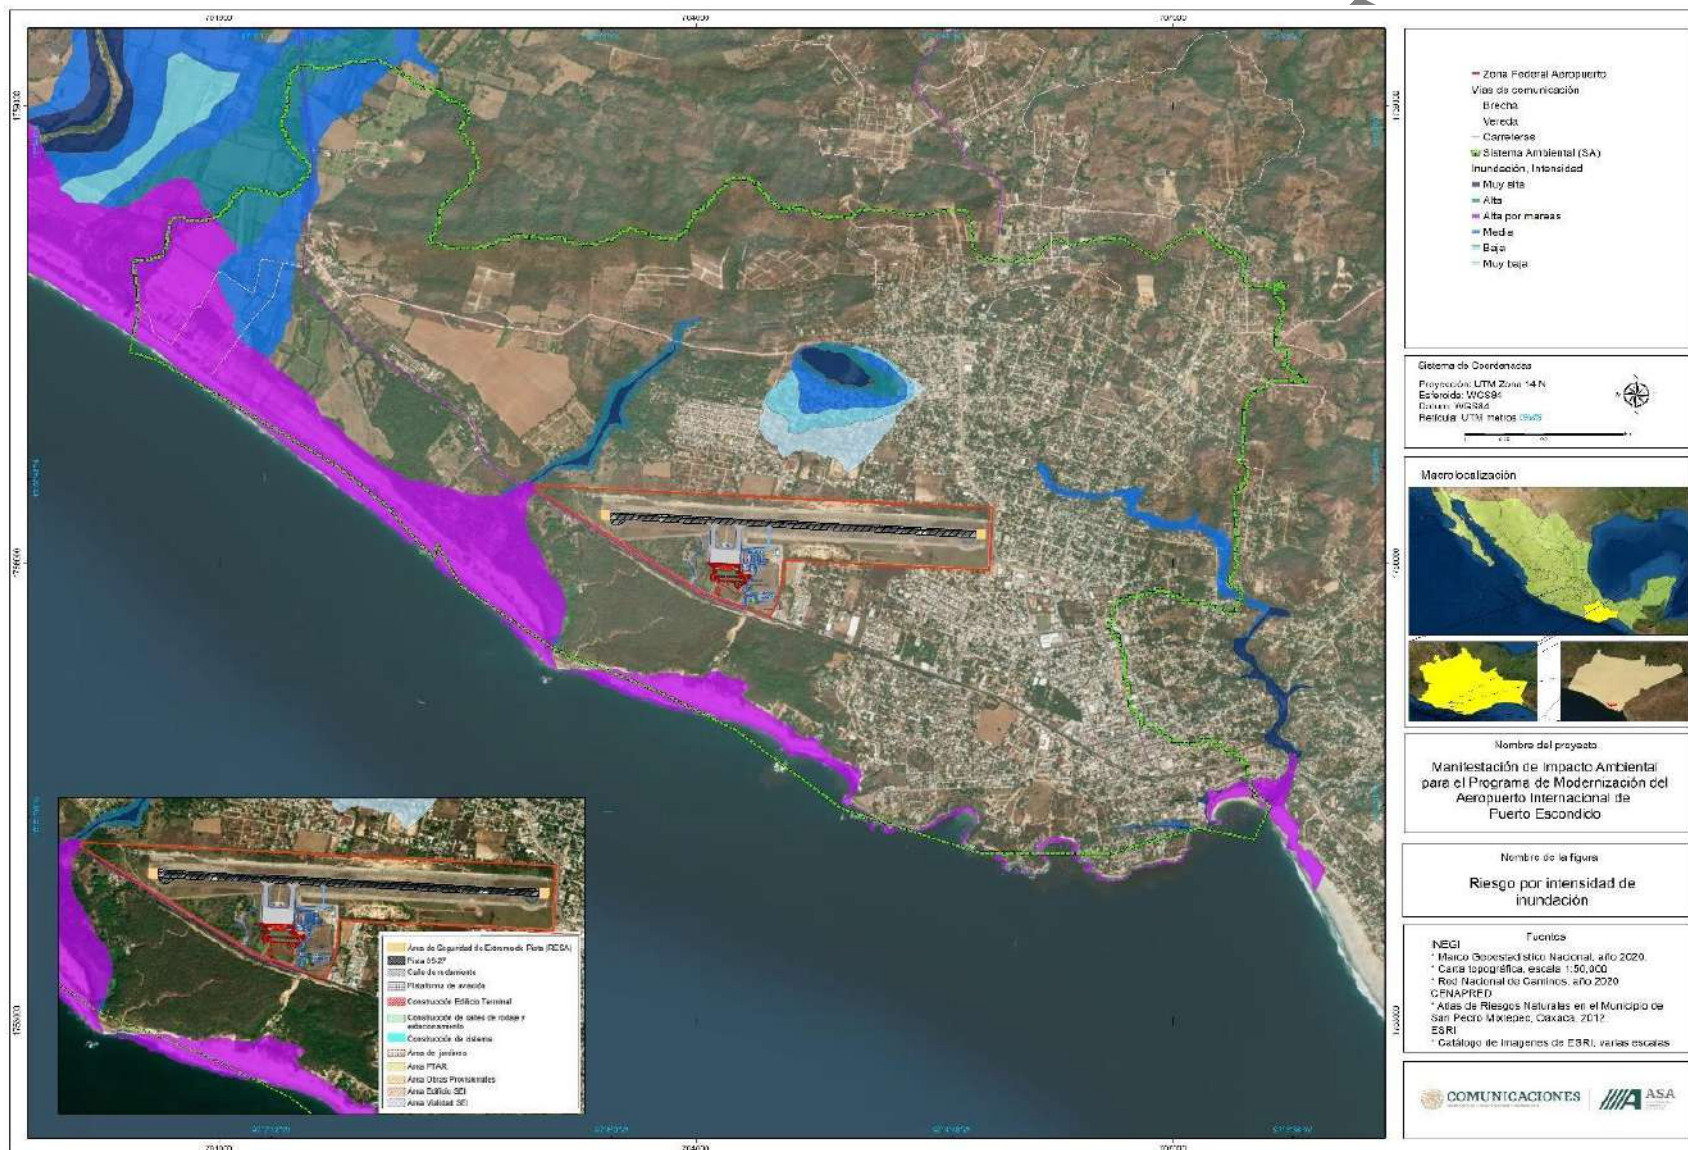 Zona Federal Aeropuerto
Vías de comunicación
Brecha
Vereda
Carreteras
Sistema Ambiental (SA)
Inundación, Intensidad
Muy alta
Alta
Alta por mareas
Media
Baja
Muy baja
Sistema de Coordenadas
Proyección: UTM Zona 14 N
Esferoide: WGS84
Datum: WGS84
Retícula: UTM metros
Macrolocalización
Nombre del proyecto
Manifestación de Impacto Ambiental
para el Programa de Modernización del
Aeropuerto Internacional de
Puerto Escondido
Nombre de la figura
Riesgo por intensidad de
inundación
Fuentes
INEGI
* Marco Geoestadístico Nacional, año 2020.
* Carta topográfica, escala 1:50,000
* Red Nacional de Caminos, año 2020
CENAPRED
* Atlas de Riesgos Naturales en el Municipio de
San Pedro Mixtepec, Oaxaca, 2012.
ESRI
* Catálogo de imagenes de ESRI, varias escalas
COMUNICACIONES
ASA
Área de Seguridad de Extremo de Pista (RESA)
Pista 09-27
Calle de rodamiento
Plataforma de aviación
Construcción Edificio Terminal
Construcción de calles de rodaje y
estacionamiento
Construcción de cisterna
Área de jardines
Área PTAR
Área Obras Provisionales
Área Edificio SEI
Área Vialidad SEI